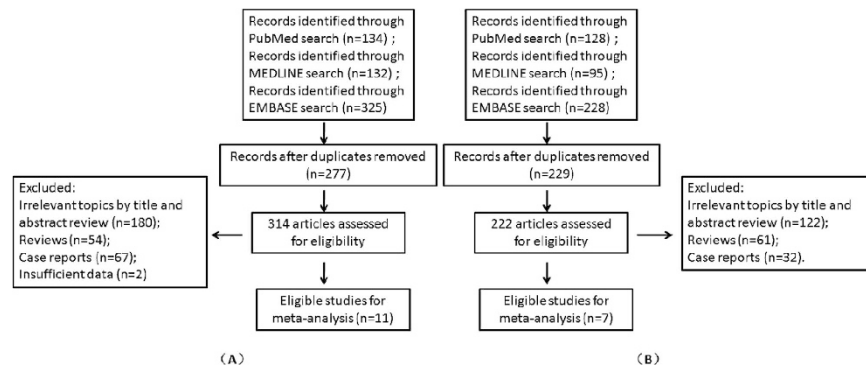 Records identified through
PubMed search (n=134) ;
Records identified through
MEDLINE search (n=132) ;
Records identified through
EMBASE search (n=325)
Records after duplicates removed
(n=277)
Excluded:
Irrelevant topics by title and
abstract review (n=180);
Reviews (n=54);
Case reports (n=67);
Insufficient data (n=2)
314 articles assessed
for eligibility
Eligible studies for
meta-analysis (n=11)
(A)
Records identified through
PubMed search (n=128) ;
Records identified through
MEDLINE search (n=95) ;
Records identified through
EMBASE search (n=228)
Records after duplicates removed
(n=229)
222 articles assessed
for eligibility
Excluded:
Irrelevant topics by title and
abstract review (n=122);
Reviews (n=61);
Case reports (n=32).
Eligible studies for
meta-analysis (n=7)
(B)